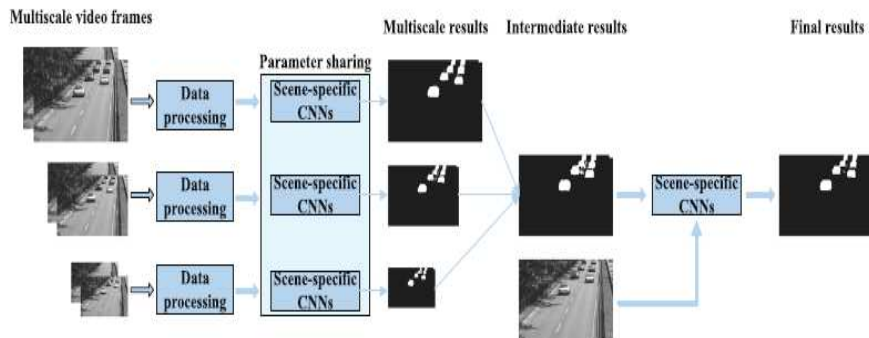 Multiscale video frames
Multiscale results
Intermediate results
Final results
Parameter sharing
Data
processing
Scene-specific
CNNs
Data
processing
Scene-specific
CNNs
Scene-specific
CNNs
Data
processing
Scene-specific
CNNs